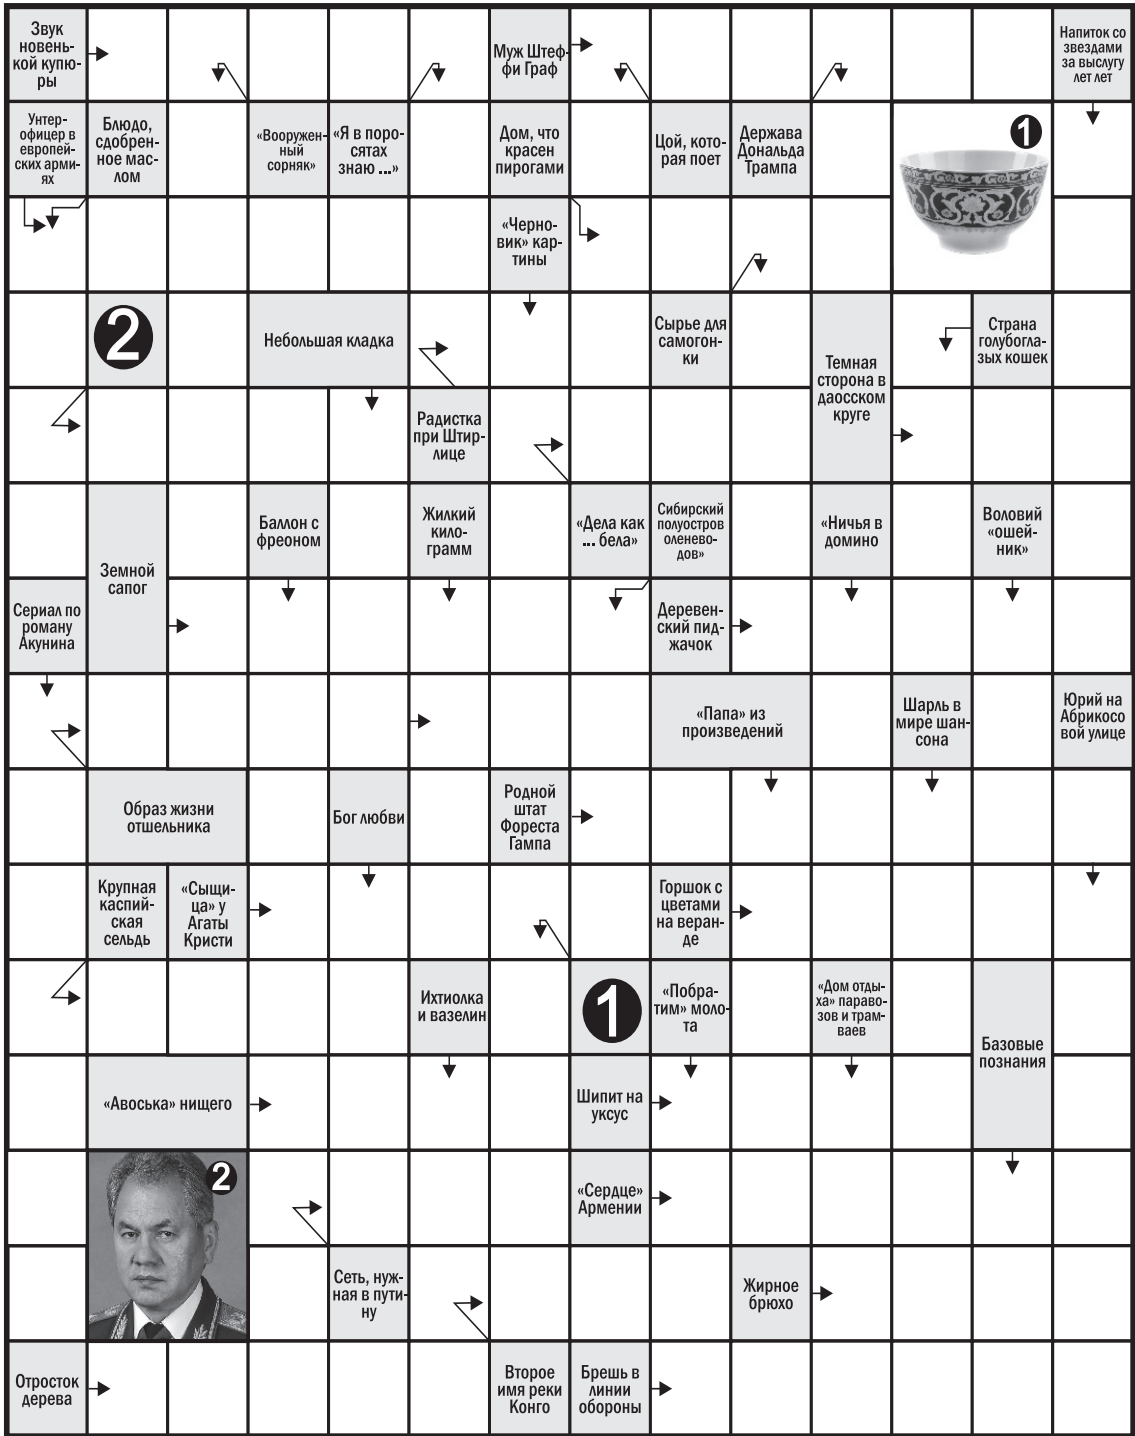 Звук
новень-
кой купю-
ры
Муж Штеф-
фи Граф
Напиток со
звездами
за выслугу
лет лет
Унтер-
офицер в
европей-
ских арми-
ях
Блюдо,
сдобрен-
ное мас-
лом
«Вооружен-
ный
сорняк»
«Я в поро-
сятах
знаю ...»
Дом, что
красен
пирогами
Цой, кото-
рая поет
Держава
Дональда
Трампа
1
«Черно-
вик» кар-
тины
2
Небольшая кладка
Сырье для
самогон-
ки
Темная
сторона в
даосском
круге
Страна
голубогла-
зых кошек
Радистка
при Штир-
лице
Земной
сапог
Баллон с
фреоном
Жилкий
кило-
грамм
«Дела как
... бела»
Сибирский
полуостров
оленево-
дов»
«Ничья в
домино
Воловий
«ошей-
ник»
Сериал по
роману
Акунина
Деревен-
ский пид-
жачок
«Папа» из
произведений
Шарль в
мире шан-
сона
Юрий на
Абрикосо
вой улице
Образ жизни
отшельника
Бог любви
Родной
штат
Фореста
Гампа
Крупная
каспий-
ская
сельдь
«Сыщи-
ца» у
Агаты
Кристи
Горшок с
цветами
на веран-
де
Ихтиолка
и вазелин
1
«Побра-
тим» моло-
та
«Дом отды-
ха» параво-
зов и трам-
ваев
Базовые
познания
«Авоська» нищего
Шипит на
уксус
2
«Сердце»
Армении
Сеть, нуж-
ная в пути-
ну
Жирное
брюхо
Отросток
дерева
Второе
имя реки
Конго
Брешь в
линии
обороны